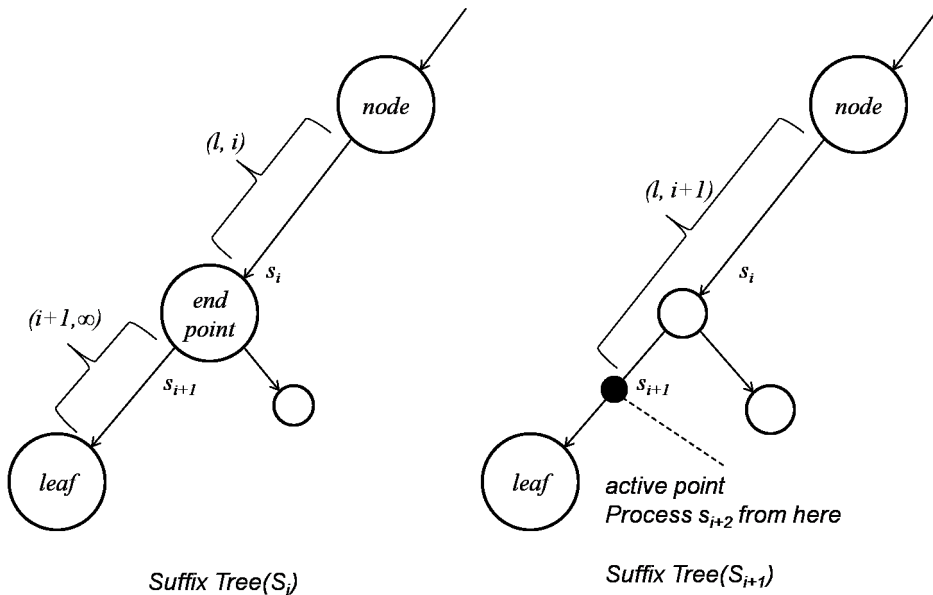 node
(l, i)
s_i
end
point
(i+1,∞)
s_{i+1}
leaf
Suffix Tree(S_i)
node
(l, i+1)
s_i
s_{i+1}
leaf
active point
Process s_{i+2} from here
Suffix Tree(S_{i+1})